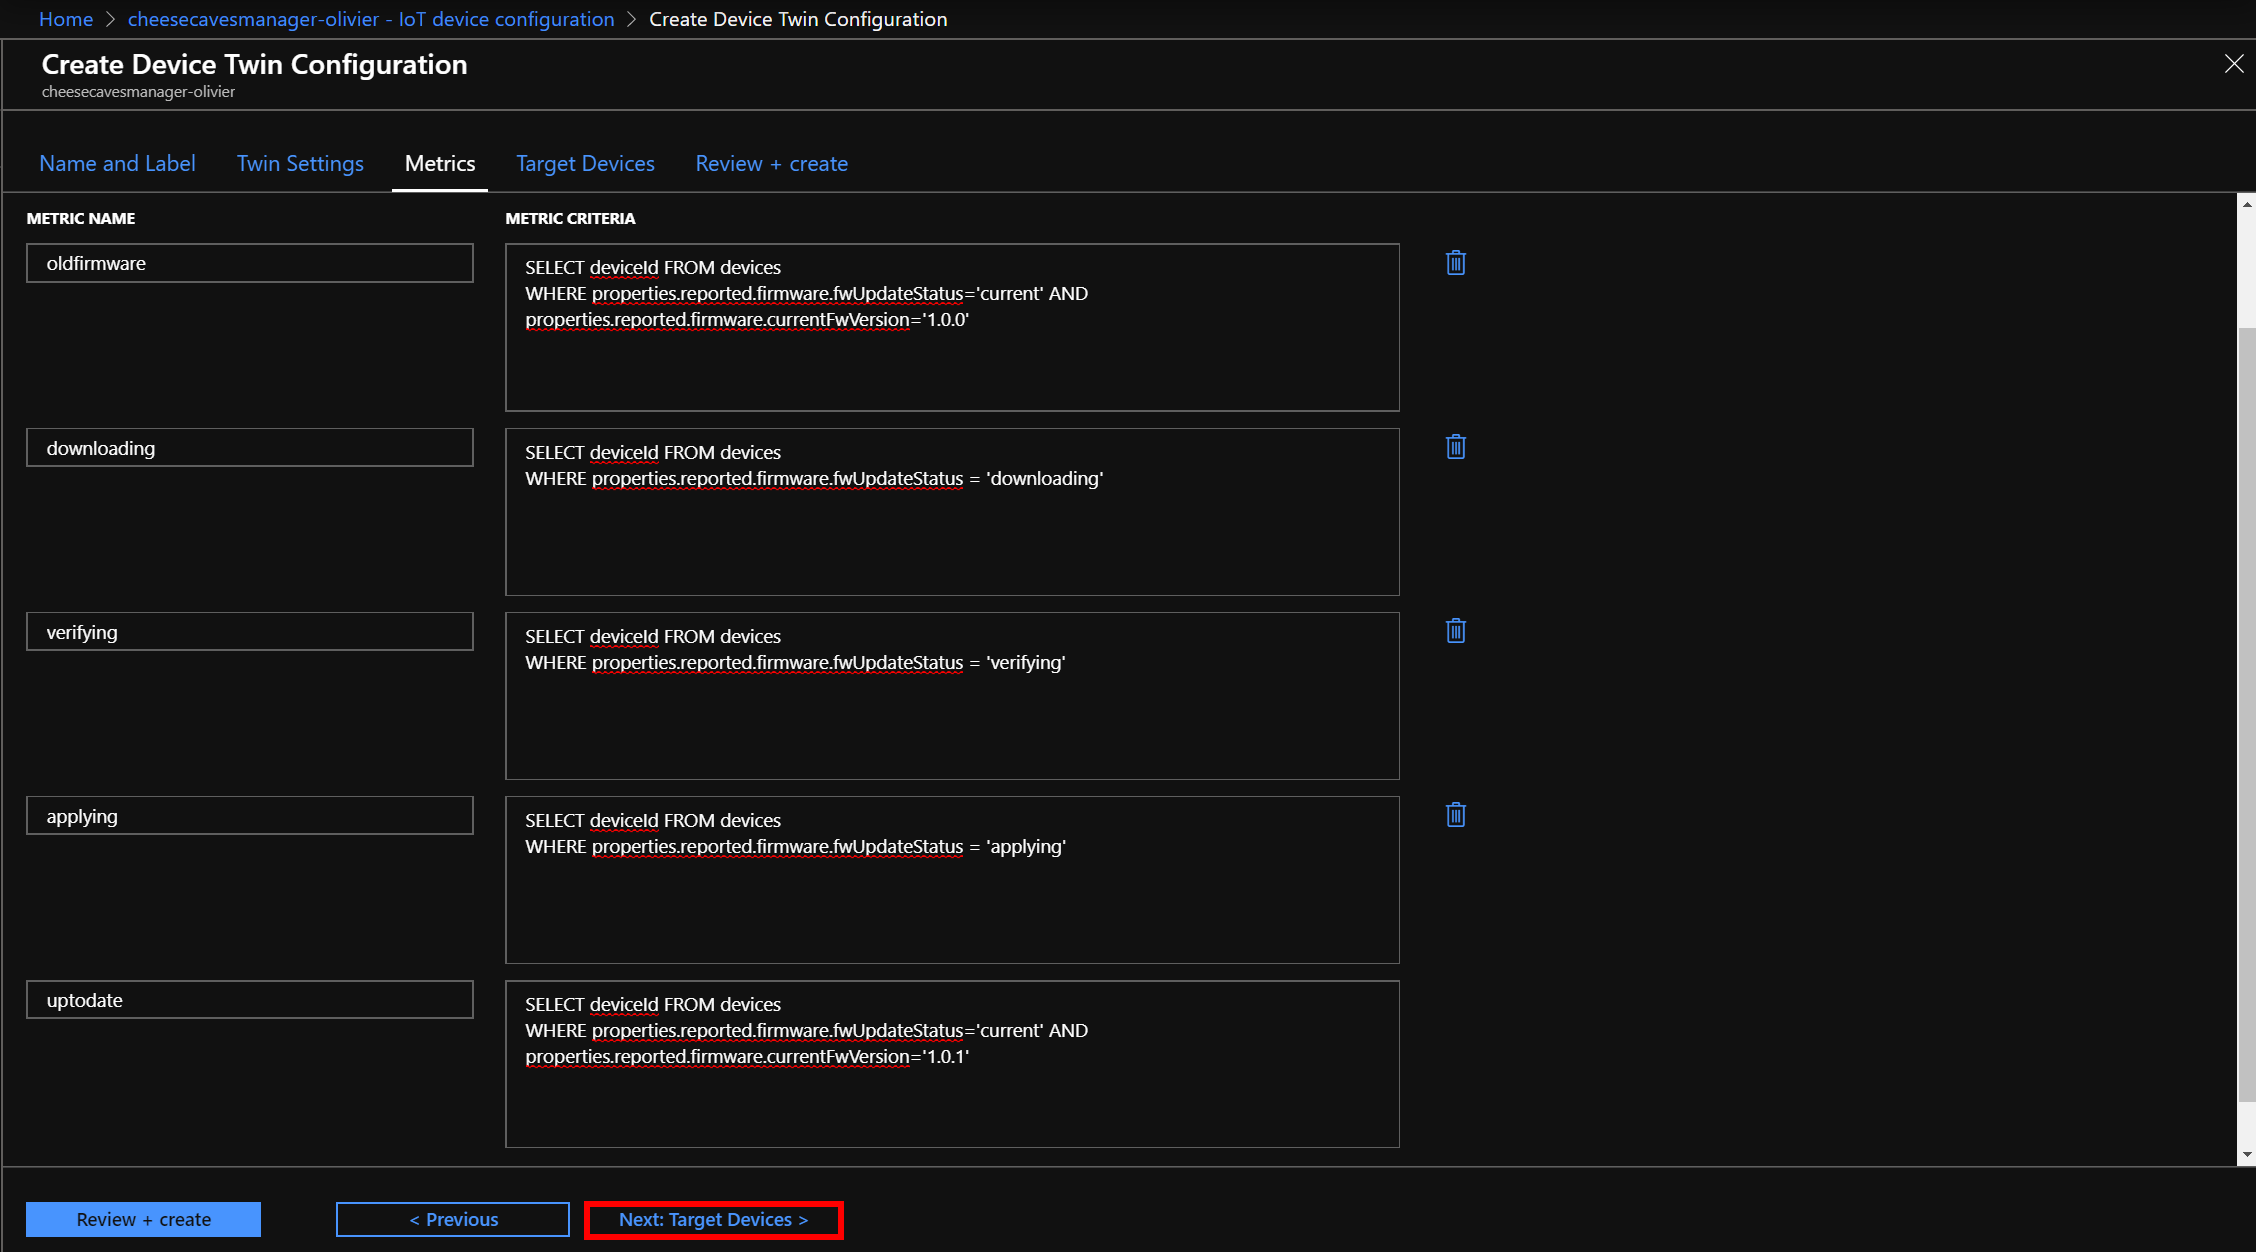 Home > cheesecavesmanager-olivier - IoT device configuration > Create Device Twin Configuration
Create Device Twin Configuration
cheesecavesmanager-olivier
Name and Label Twin Settings Metrics Target Devices Review + create
METRIC NAME METRIC CRITERIA
oldfirmware
SELECT deviceId FROM devices
WHERE properties.reported.firmware.fwUpdateStatus='current' AND
properties.reported.firmware.currentFwVersion='1.0.0'
downloading
SELECT deviceId FROM devices
WHERE properties.reported.firmware.fwUpdateStatus = 'downloading'
verifying
SELECT deviceId FROM devices
WHERE properties.reported.firmware.fwUpdateStatus = 'verifying'
applying
SELECT deviceId FROM devices
WHERE properties.reported.firmware.fwUpdateStatus = 'applying'
uptodate
SELECT deviceId FROM devices
WHERE properties.reported.firmware.fwUpdateStatus='current' AND
properties.reported.firmware.currentFwVersion='1.0.1'
Review + create < Previous Next: Target Devices >